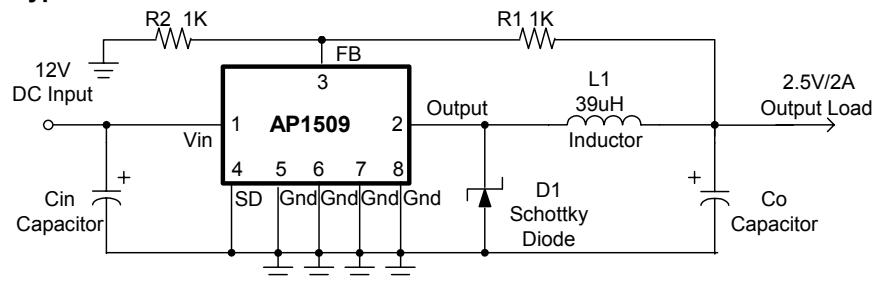 R2 1K
R1 1K
FB
3
12V
DC Input
L1
39uH
Inductor
2.5V/2A
Output Load
Vin
1
AP1509
2
Output
4
5
6
7
8
SD
Gnd
Gnd
Gnd
Gnd
+
Cin
Capacitor
D1
Schottky
Diode
+
Co
Capacitor